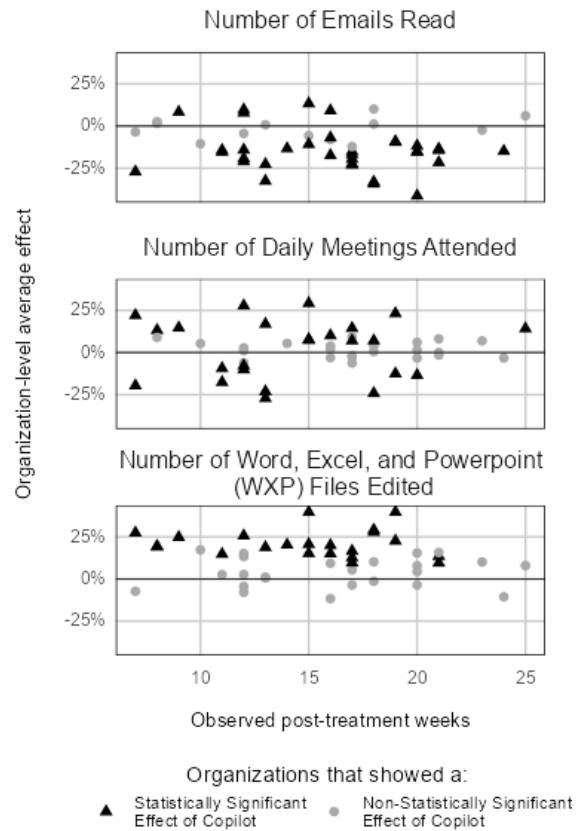 Number of Emails Read
25%
0%
-25%
Number of Daily Meetings Attended
25%
0%
-25%
Organization-level average effect
Number of Word, Excel, and Powerpoint
(WXP) Files Edited
25%
0%
-25%
10 15 20 25
Observed post-treatment weeks
Organizations that showed a:
Statistically Significant
Effect of Copilot
Non-Statistically Significant
Effect of Copilot